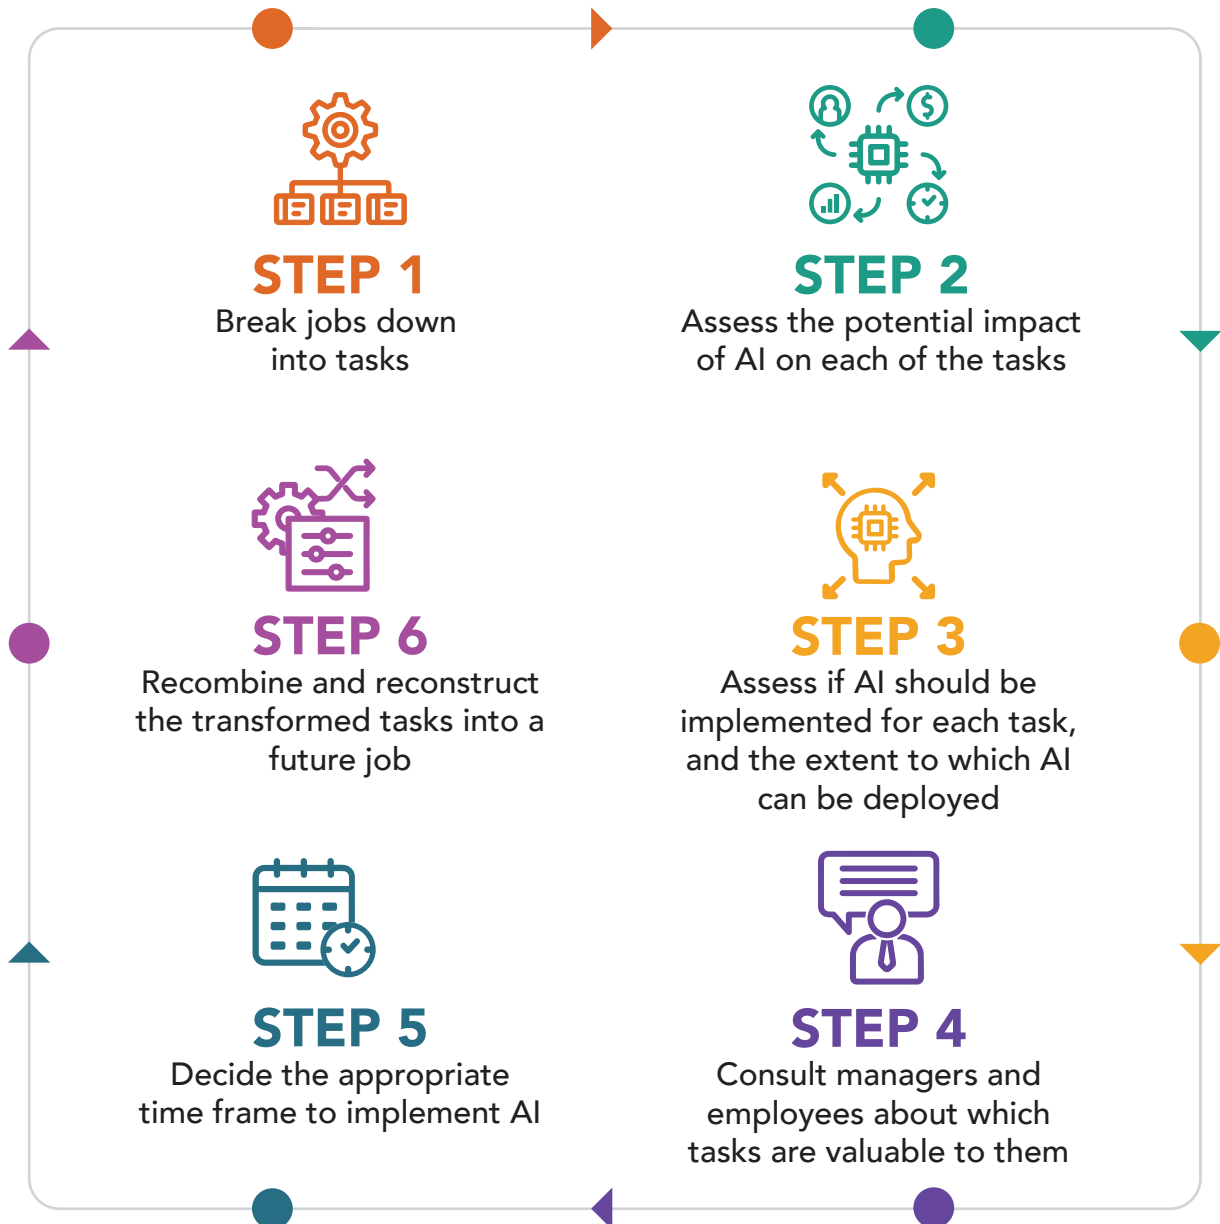 STEP 1
Break jobs down
into tasks
STEP 2
Assess the potential impact
of AI on each of the tasks
STEP 3
Assess if AI should be
implemented for each task,
and the extent to which AI
can be deployed
STEP 4
Consult managers and
employees about which
tasks are valuable to them
STEP 5
Decide the appropriate
time frame to implement AI
STEP 6
Recombine and reconstruct
the transformed tasks into a
future job